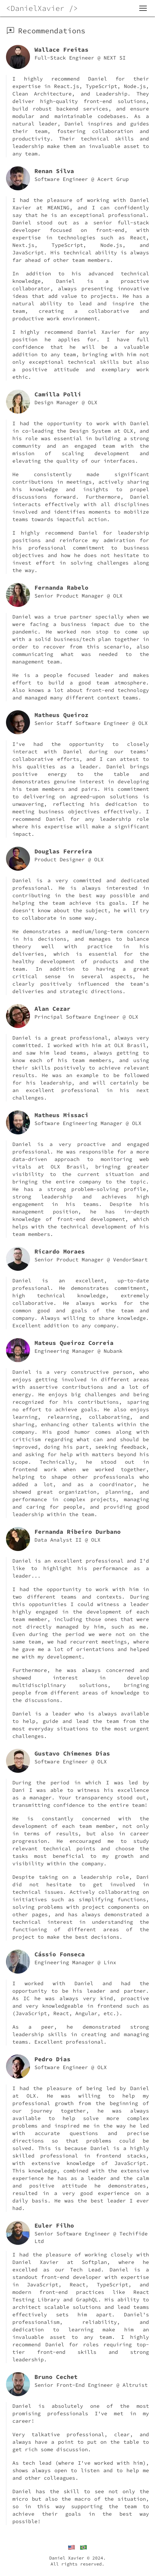 <DanielXavier />
Recommendations
Wallace Freitas
Full-Stack Engineer @ NEXT SI
I highly recommend Daniel for their
expertise in React.js, TypeScript, Node.js,
Clean Architecture, and Leadership. They
deliver high-quality front-end solutions,
build robust backend services, and ensure
modular and maintainable codebases. As a
natural leader, Daniel inspires and guides
their team, fostering collaboration and
productivity. Their technical skills and
leadership make them an invaluable asset to
any team.
Renan Silva
Software Engineer @ Acert Grup
I had the pleasure of working with Daniel
Xavier at MEANING, and I can confidently
say that he is an exceptional professional.
Daniel stood out as a senior full-stack
developer focused on front-end, with
expertise in technologies such as React,
Next.js, TypeScript, Node.js, and
JavaScript. His technical ability is always
far ahead of other team members.
In addition to his advanced technical
knowledge, Daniel is a proactive
collaborator, always presenting innovative
ideas that add value to projects. He has a
natural ability to lead and inspire the
team, creating a collaborative and
productive work environment.
I highly recommend Daniel Xavier for any
position he applies for. I have full
confidence that he will be a valuable
addition to any team, bringing with him not
only exceptional technical skills but also
a positive attitude and exemplary work
ethic.
Camilla Polli
Design Manager @ OLX
I had the opportunity to work with Daniel
in co-leading the Design System at OLX, and
his role was essential in building a strong
community and an engaged team with the
mission of scaling development and
elevating the quality of our interfaces.
He constantly made significant
contributions in meetings, actively sharing
his knowledge and insights to propel
discussions forward. Furthermore, Daniel
interacts effectively with all disciplines
involved and identifies moments to mobilize
teams towards impactful action.
I highly recommend Daniel for leadership
positions and reinforce my admiration for
his professional commitment to business
objectives and how he does not hesitate to
invest effort in solving challenges along
the way.
Fernanda Rabelo
Senior Product Manager @ OLX
Daniel was a true partner specially when we
were facing a business impact due to the
pandemic. He worked non stop to come up
with a solid business/tech plan together in
order to recover from this scenario, also
communicating what was needed to the
management team.
He is a people focused leader and makes
effort to build a good team atmosphere.
Also knows a lot about front-end technology
and managed many different context teams.
Matheus Queiroz
Senior Staff Software Engineer @ OLX
I've had the opportunity to closely
interact with Daniel during our teams'
collaborative efforts, and I can attest to
his qualities as a leader. Daniel brings
positive energy to the table and
demonstrates genuine interest in developing
his team members and pairs. His commitment
to delivering on agreed-upon solutions is
unwavering, reflecting his dedication to
meeting business objectives effectively. I
recommend Daniel for any leadership role
where his expertise will make a significant
impact.
Douglas Ferreira
Product Designer @ OLX
Daniel is a very committed and dedicated
professional. He is always interested in
contributing in the best way possible and
helping the team achieve its goals. If he
doesn't know about the subject, he will try
to collaborate in some way.
He demonstrates a medium/long-term concern
in his decisions, and manages to balance
theory very well with practice in his
deliveries, which is essential for the
healthy development of products and the
team. In addition to having a great
critical sense in several aspects, he
clearly positively influenced the team's
deliveries and strategic directions.
Alan Cezar
Principal Software Engineer @ OLX
Daniel is a great professional, always very
committed. I worked with him at OLX Brasil,
and saw him lead teams, always getting to
know each of his team members, and using
their skills positively to achieve relevant
results. He was an example to be followed
for his leadership, and will certainly be
an excellent professional in his next
challenges.
Matheus Missaci
Software Engineering Manager @ OLX
Daniel is a very proactive and engaged
professional. He was responsible for a more
data-driven approach to monitoring web
vitals at OLX Brasil, bringing greater
visibility to the current situation and
bringing the entire company to the topic.
He has a strong problem-solving profile,
strong leadership and achieves high
engagement in his teams. Despite his
management position, he has in-depth
knowledge of front-end development, which
helps with the technical development of his
team members.
Ricardo Moraes
Senior Product Manager @ VendorSmart
Daniel is an excellent, up-to-date
professional. He demonstrates commitment,
high technical knowledge, extremely
collaborative. He always works for the
common good and goals of the team and
company. Always willing to share knowledge.
Excellent addition to any company.
Mateus Queiroz Correia
Engineering Manager @ Nubank
Daniel is a very constructive person, who
enjoys getting involved in different areas
with assertive contributions and a lot of
energy. He enjoys big challenges and being
recognized for his contributions, sparing
no effort to achieve goals. He also enjoys
learning, relearning, collaborating, and
sharing, enhancing other talents within the
company. His good humor comes along with
criticism regarding what can and should be
improved, doing his part, seeking feedback,
and asking for help with matters beyond his
scope. Technically, he stood out in
frontend work when we worked together,
helping to shape other professionals who
added a lot, and as a coordinator, he
showed great organization, planning, and
performance in complex projects, managing
and caring for people, and providing good
leadership within the team.
Fernanda Ribeiro Durbano
Data Analyst II @ OLX
Daniel is an excellent professional and I'd
like to highlight his performance as a
leader...
I had the opportunity to work with him in
two different teams and contexts. During
this opportunities I could witness a leader
highly engaged in the development of each
team member, including those ones that were
not directly managed by him, such as me.
Even during the period we were not on the
same team, we had recurrent meetings, where
he gave me a lot of orientations and helped
me with my development.
Furthermore, he was always concerned and
showed interest in develop
multidisciplinary solutions, bringing
people from different areas of knowledge to
the discussions.
Daniel is a leader who is always available
to help, guide and lead the team from the
most everyday situations to the most urgent
challenges.
Gustavo Chimenes Dias
Software Engineer @ OLX
During the period in which I was led by
Dani I was able to witness his excellence
as a manager. Your transparency stood out,
transmitting confidence to the entire team!
He is constantly concerned with the
development of each team member, not only
in terms of results, but also in career
progression. He encouraged me to study
relevant technical points and choose the
tasks most beneficial to my growth and
visibility within the company.
Despite taking on a leadership role, Dani
did not hesitate to get involved in
technical issues. Actively collaborating on
initiatives such as simplifying functions,
solving problems with project components on
other pages, and has always demonstrated a
technical interest in understanding the
functioning of different areas of the
project to make the best decisions.
Cássio Fonseca
Engineering Manager @ Linx
I worked with Daniel and had the
opportunity to be his leader and partner.
As IC he was always very kind, proactive
and very knowledgeable in frontend such as
(JavaScript, React, Angular, etc.).
As a peer, he demonstrated strong
leadership skills in creating and managing
teams. Excellent professional.
Pedro Dias
Software Engineer @ OLX
I had the pleasure of being led by Daniel
at OLX. He was willing to help my
professional growth from the beginning of
our journey together, he was always
available to help solve more complex
problems and inspired me in the way he led
with accurate questions and precise
directions so that problems could be
solved. This is because Daniel is a highly
skilled professional in frontend stacks,
with extensive knowledge of JavaScript.
This knowledge, combined with the extensive
experience he has as a leader and the calm
and positive attitude he demonstrates,
resulted in a very good experience on a
daily basis. He was the best leader I ever
had.
Euler Filho
Senior Software Engineer @ Techifide
Ltd
I had the pleasure of working closely with
Daniel Xavier at Softplan, where he
excelled as our Tech Lead. Daniel is a
standout front-end developer with expertise
in JavaScript, React, TypeScript, and
modern front-end practices like React
Testing Library and GraphQL. His ability to
architect scalable solutions and lead teams
effectively sets him apart. Daniel's
professionalism, reliability, and
dedication to learning make him an
invaluable asset to any team. I highly
recommend Daniel for roles requiring top-
tier front-end skills and strong
leadership.
Bruno Cechet
Senior Front-End Engineer @ Altruist
Daniel is absolutely one of the most
promising professionals I've met in my
career!
Very talkative professional, clear, and
always have a point to put on the table to
get rich some discussion.
As tech lead (where I've worked with him),
shows always open to listen and to help me
and other colleagues.
Daniel has the skill to see not only the
micro but also the macro of the situation,
so in this way supporting the team to
achieve their goals in the best way
possible!
Daniel Xavier © 2024.
All rights reserved.